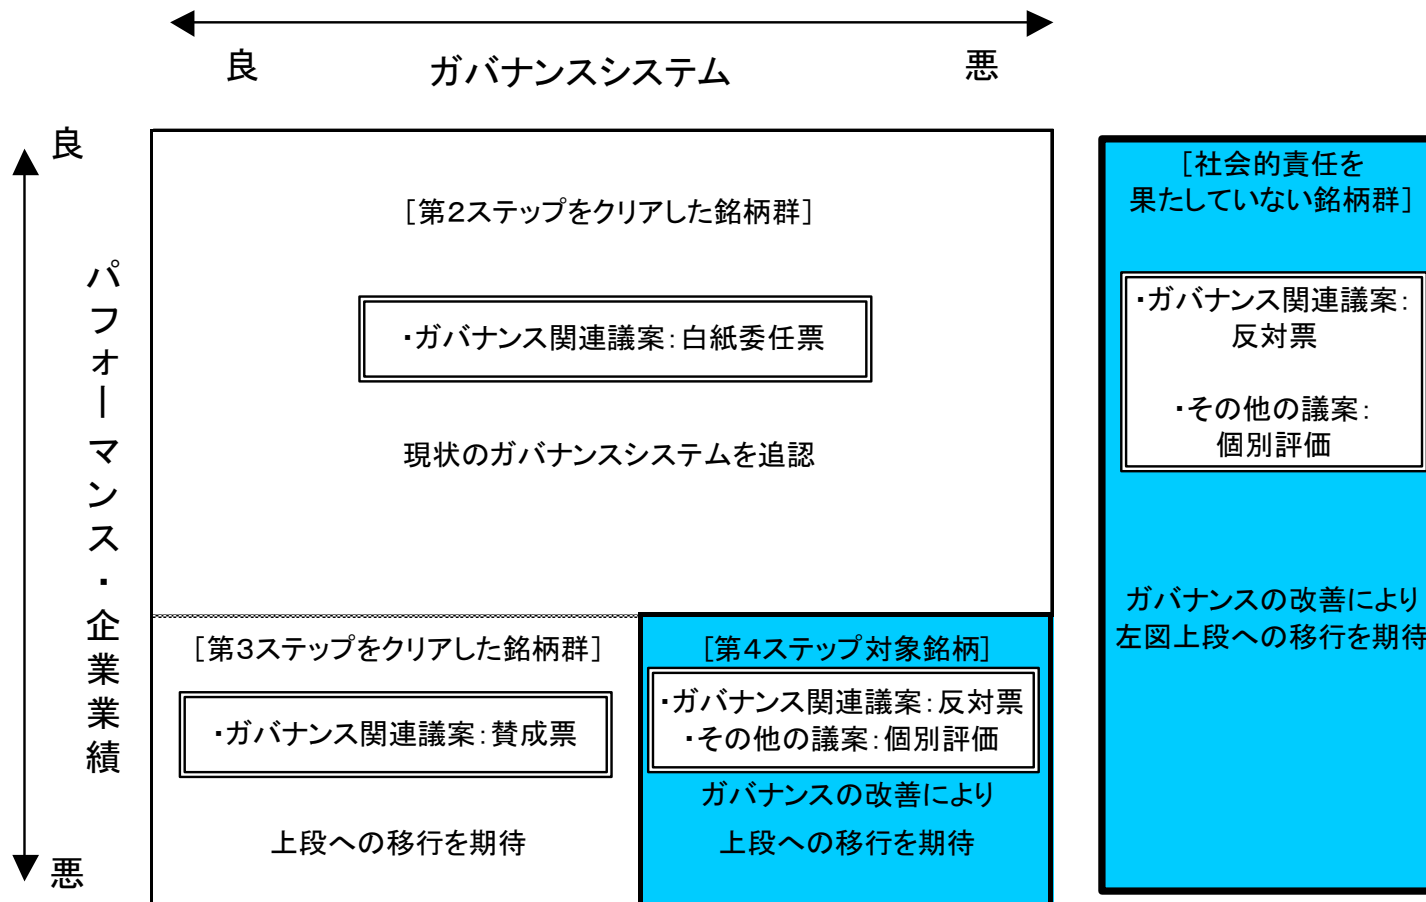 良
ガバナンスシステム
悪
良
パフォーマンス・企業業績
悪
[第2ステップをクリアした銘柄群]
・ガバナンス関連議案:白紙委任票
現状のガバナンスシステムを追認
[第3ステップをクリアした銘柄群]
・ガバナンス関連議案:賛成票
上段への移行を期待
[第4ステップ対象銘柄]
・ガバナンス関連議案:反対票
・その他の議案:個別評価
ガバナンスの改善により
上段への移行を期待
[社会的責任を
果たしていない銘柄群]
・ガバナンス関連議案:
反対票
・その他の議案:
個別評価
ガバナンスの改善により
左図上段への移行を期待